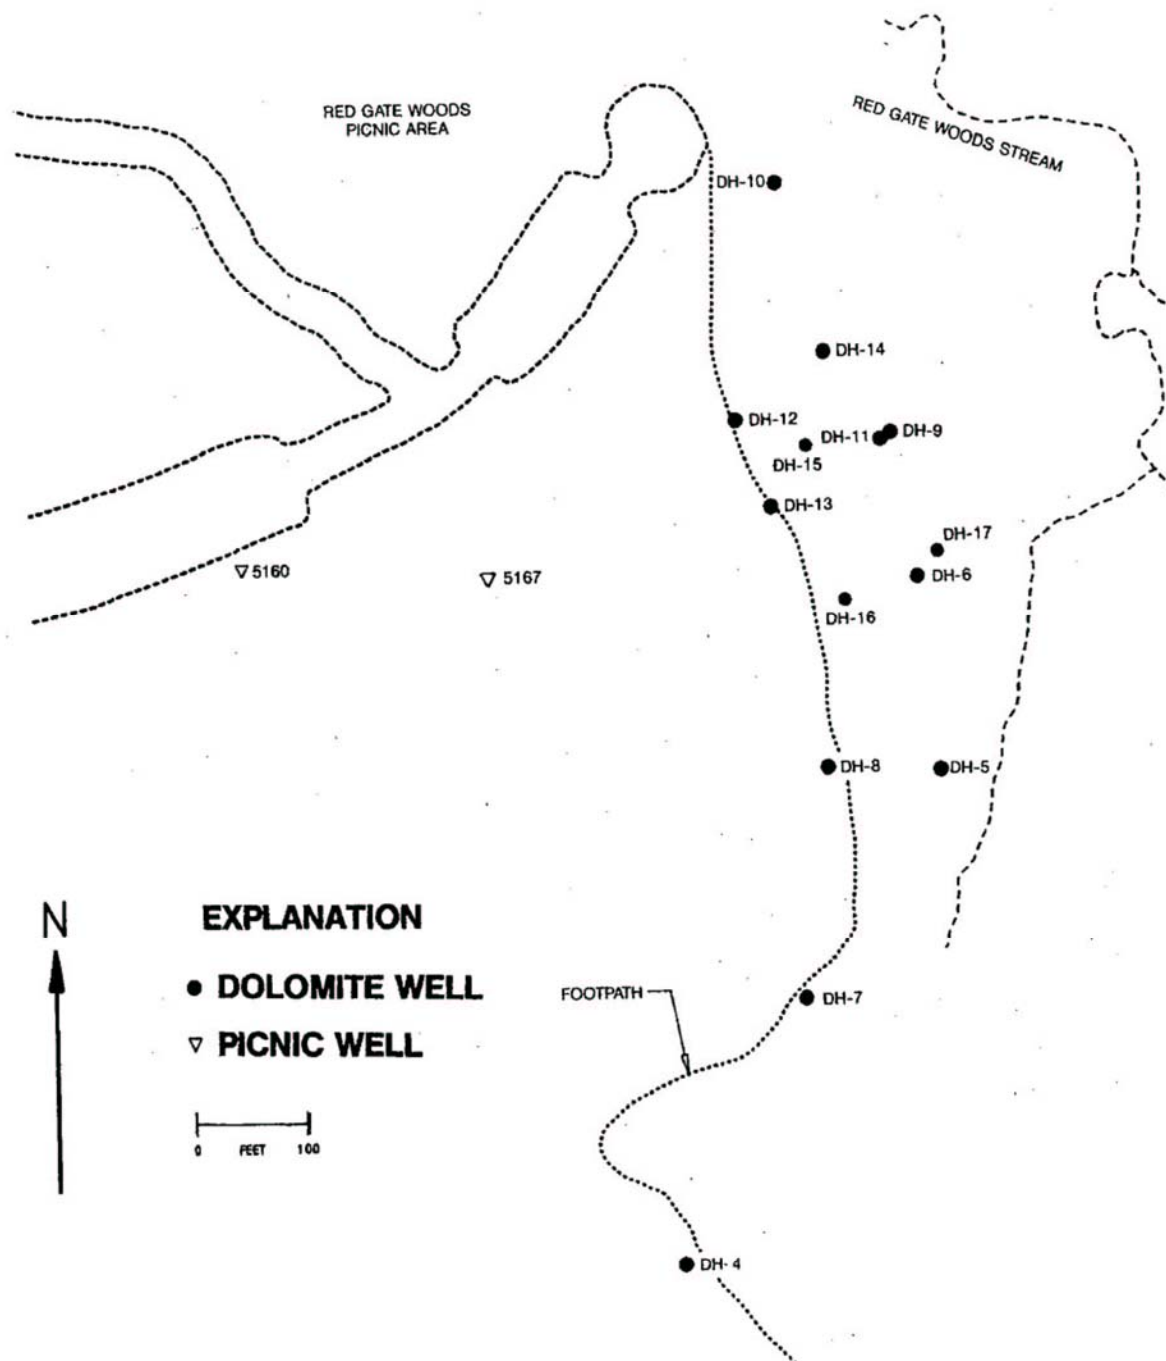 RED GATE WOODS
PICNIC AREA
RED GATE WOODS STREAM
DH-10
DH-14
DH-12
DH-11
DH-9
DH-15
DH-13
DH-17
5160
5167
DH-6
DH-16
DH-8
DH-5
N
EXPLANATION
DOLOMITE WELL
PICNIC WELL
FOOTPATH
DH-7
0 FEET 100
DH-4